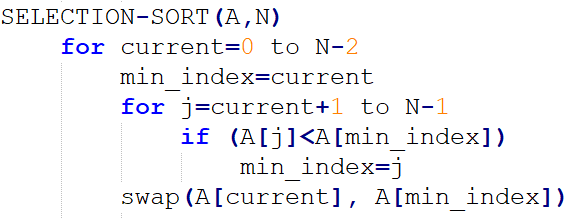 SELECTION-SORT(A,N)
    for current=0 to N-2
        min_index=current
        for j=current+1 to N-1
            if (A[j]<A[min_index])
                min_index=j
        swap(A[current], A[min_index])